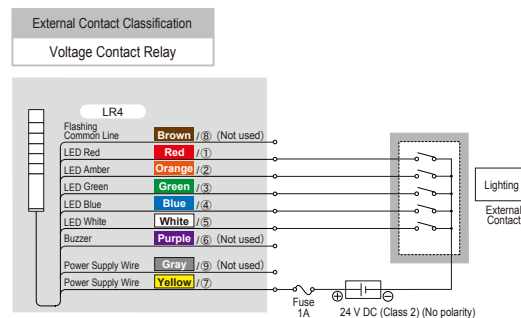 External Contact Classification
Voltage Contact Relay
LR4
Flashing
Common Line Brown /⑧ (Not used)
LED Red Red /①
LED Amber Orange /②
LED Green Green /③
LED Blue Blue /④
LED White White /⑤
Buzzer Purple /⑥ (Not used)
Power Supply Wire Gray /⑨ (Not used)
Power Supply Wire Yellow /⑦
Lighting
External
Contact
Fuse
1A
⊕ ⊖
24 V DC (Class 2) (No polarity)